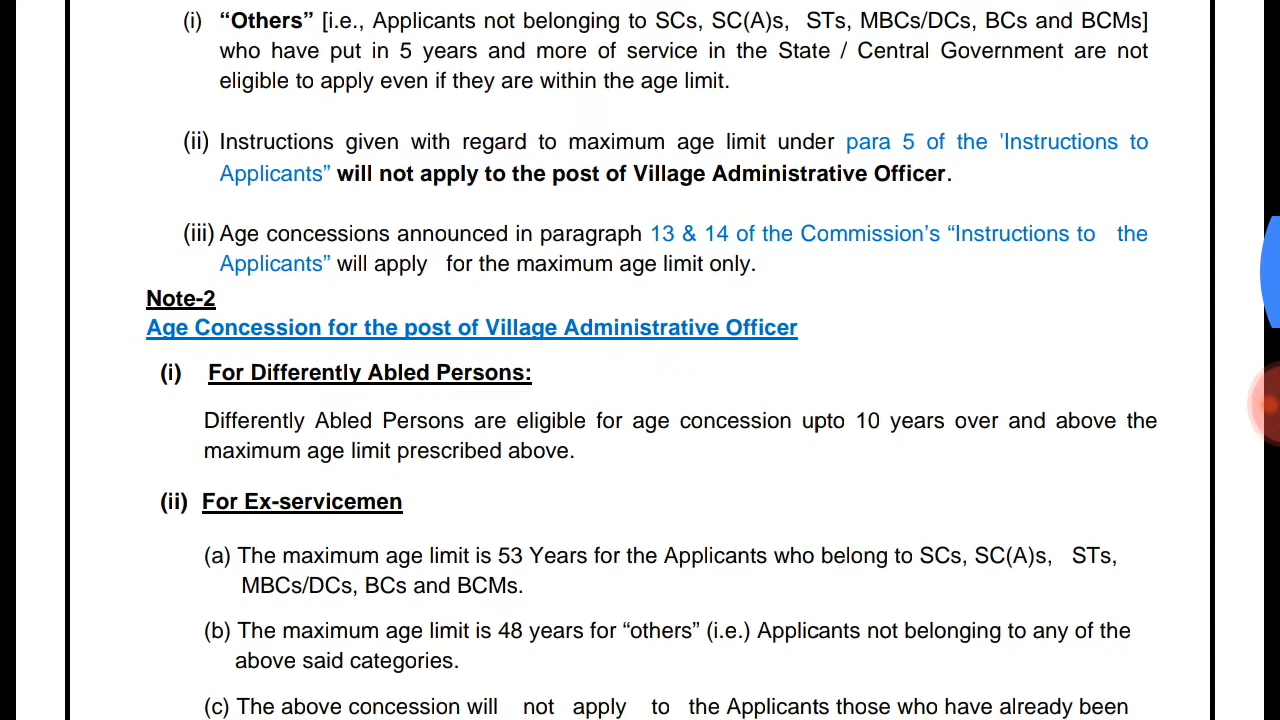 (i) “Others” [i.e., Applicants not belonging to SCs, SC(A)s, STs, MBCs/DCs, BCs and BCMs]
who have put in 5 years and more of service in the State / Central Government are not
eligible to apply even if they are within the age limit.
(ii) Instructions given with regard to maximum age limit under para 5 of the 'Instructions to
Applicants” will not apply to the post of Village Administrative Officer.
(iii) Age concessions announced in paragraph 13 & 14 of the Commission’s “Instructions to the
Applicants” will apply for the maximum age limit only.
Note-2
Age Concession for the post of Village Administrative Officer
(i) For Differently Abled Persons:
Differently Abled Persons are eligible for age concession upto 10 years over and above the
maximum age limit prescribed above.
(ii) For Ex-servicemen
(a) The maximum age limit is 53 Years for the Applicants who belong to SCs, SC(A)s, STs,
MBCs/DCs, BCs and BCMs.
(b) The maximum age limit is 48 years for “others” (i.e.) Applicants not belonging to any of the
above said categories.
(c) The above concession will not apply to the Applicants those who have already been